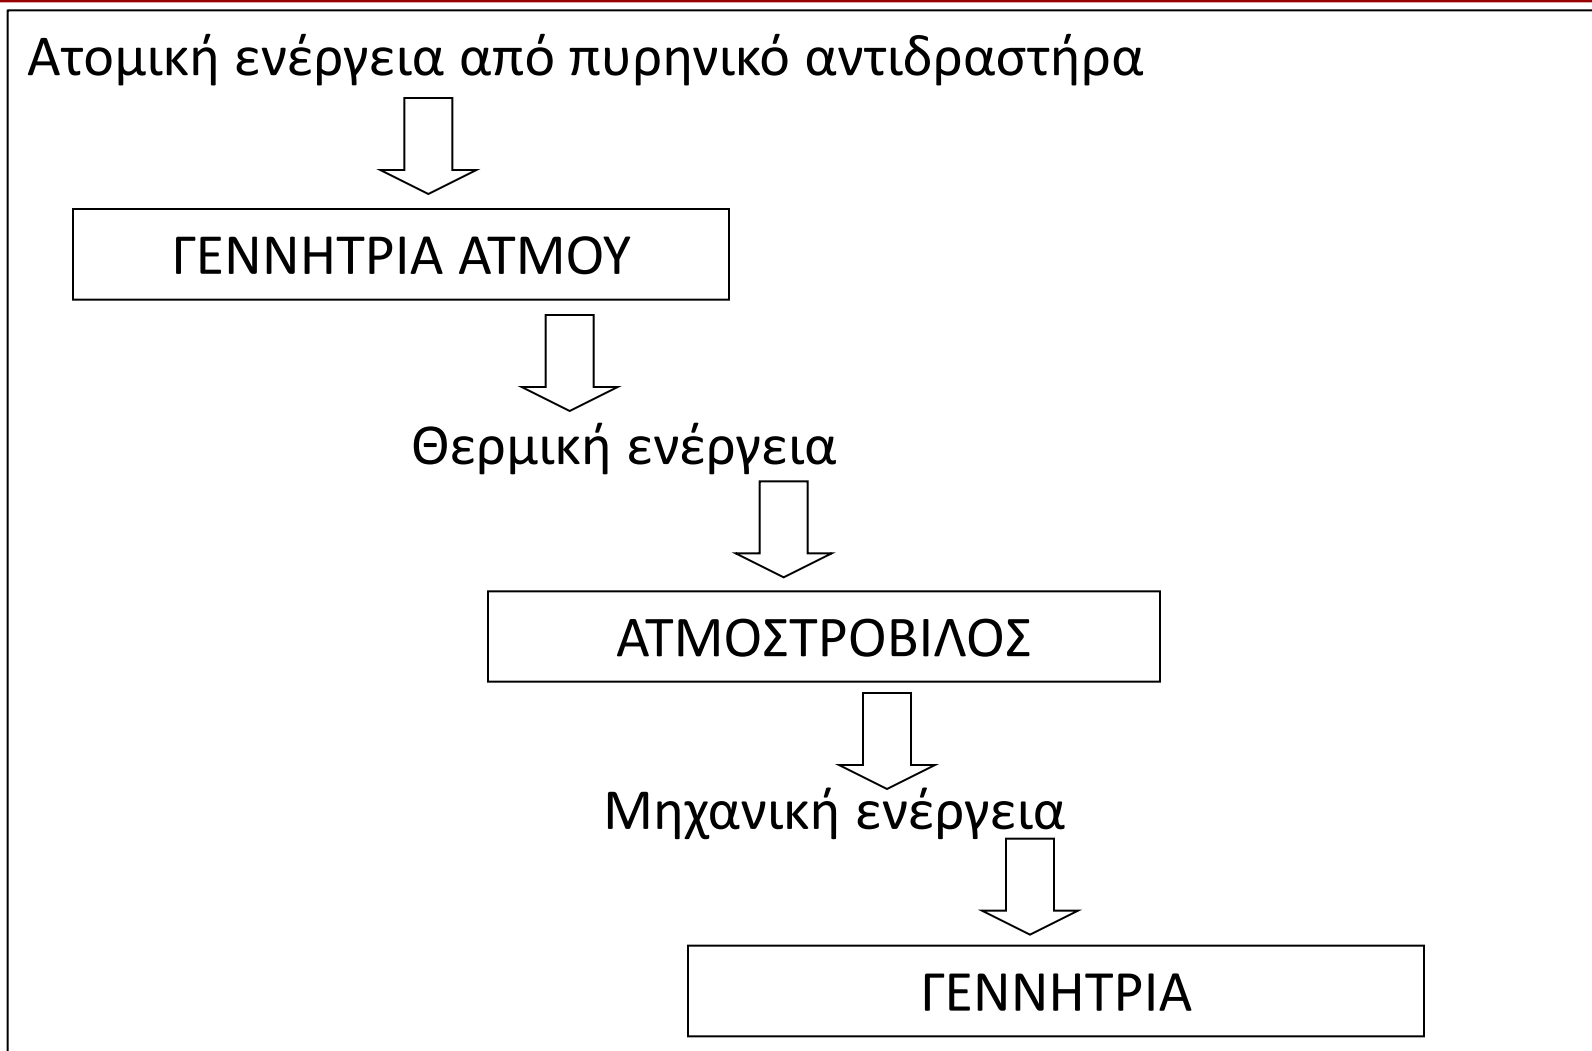 Ατομική ενέργεια από πυρηνικό αντιδραστήρα
ΓΕΝΝΗΤΡΙΑ ΑΤΜΟΥ
Θερμική ενέργεια
ΑΤΜΟΣΤΡΟΒΙΛΟΣ
Μηχανική ενέργεια
ΓΕΝΝΗΤΡΙΑ